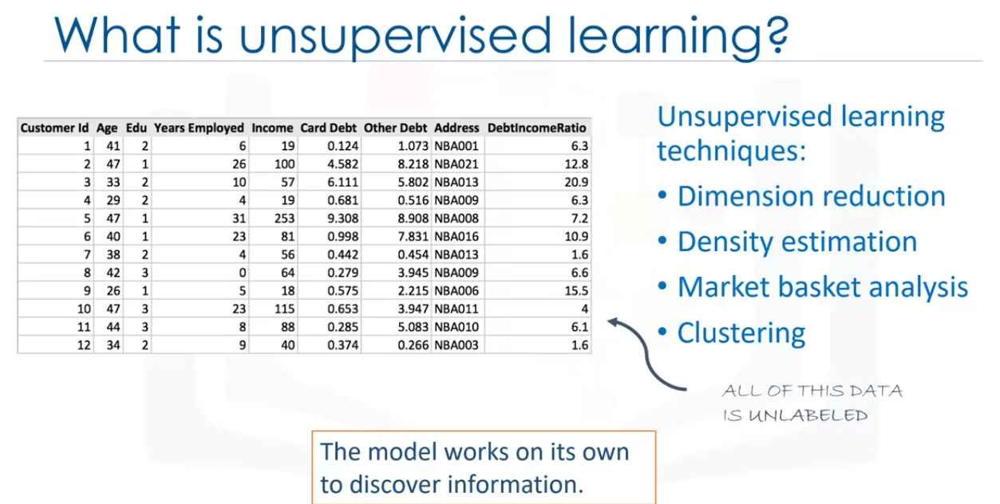 What is unsupervised learning?
Customer Id Age Edu Years Employed Income Card Debt Other Debt Address DebtIncomeRatio
1 41 2 6 19 0.124 1.073 NBA001 6.3
2 47 1 26 100 4.582 8.218 NBA021 12.8
3 33 2 10 57 6.111 5.802 NBA013 20.9
4 29 2 4 19 0.681 0.516 NBA009 6.3
5 47 1 31 253 9.308 8.908 NBA008 7.2
6 40 1 23 81 0.998 7.831 NBA016 10.9
7 38 2 4 56 0.442 0.454 NBA013 1.6
8 42 3 0 64 0.279 3.945 NBA009 6.6
9 26 1 5 18 0.575 2.215 NBA006 15.5
10 47 3 23 115 0.653 3.947 NBA011 4
11 44 3 8 88 0.285 5.083 NBA010 6.1
12 34 2 9 40 0.374 0.266 NBA003 1.6
Unsupervised learning
techniques:
• Dimension reduction
• Density estimation
• Market basket analysis
• Clustering
ALL OF THIS DATA
IS UNLABELED
The model works on its own
to discover information.